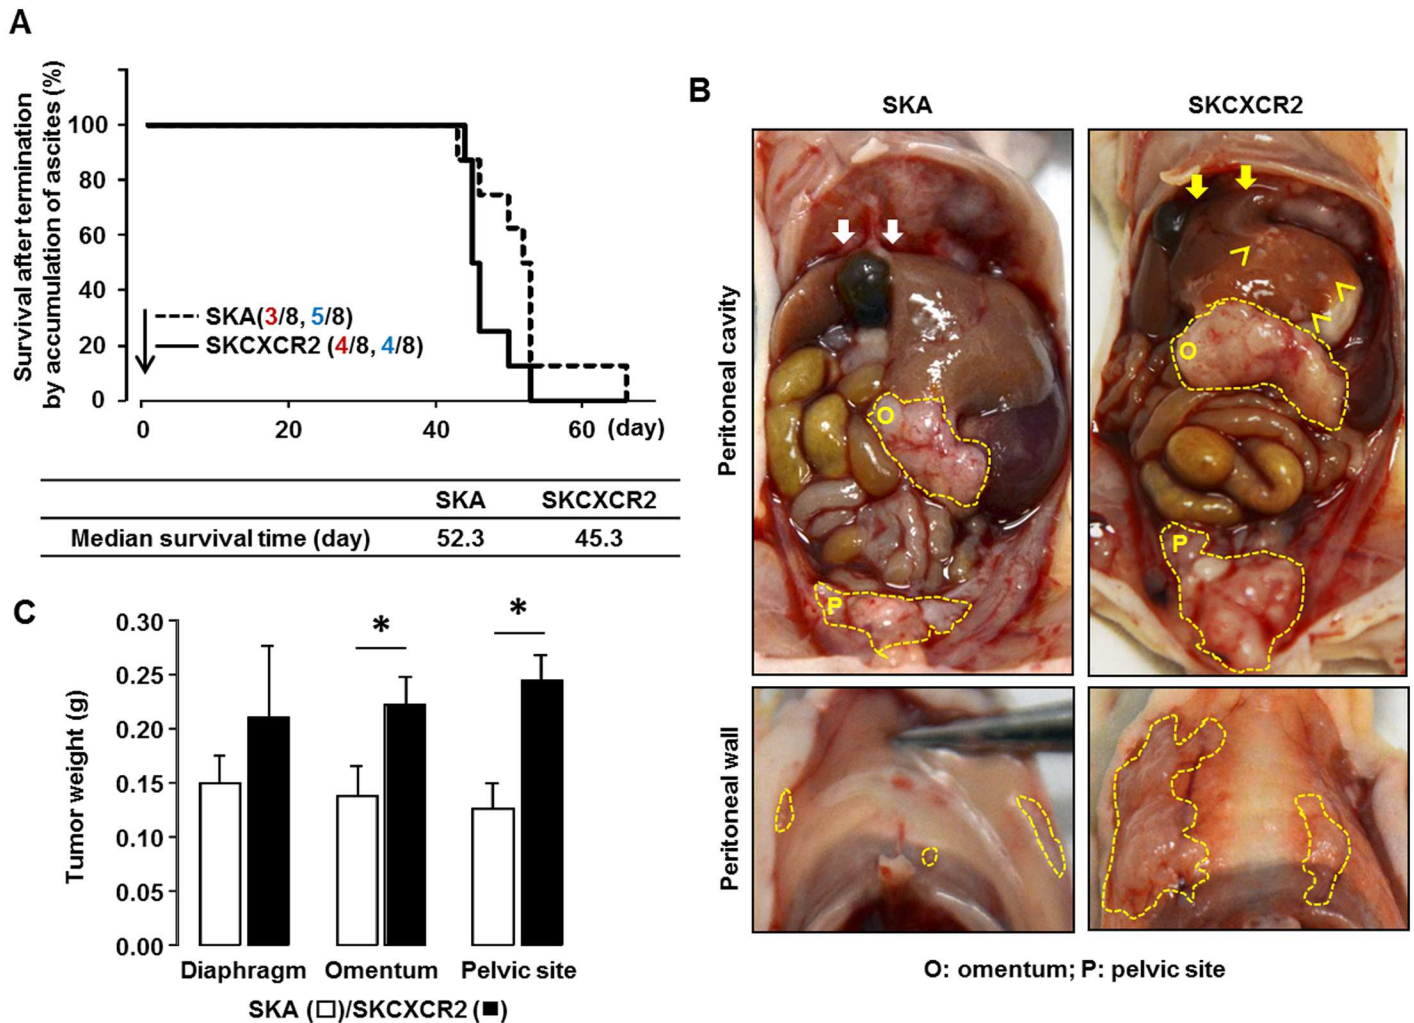 A
Survival after termination
by accumulation of ascites (%)
100
80
60
40
20
0
SKA(3/8, 5/8)
SKCXCR2 (4/8, 4/8)
0 20 40 60 (day)
SKA SKCXCR2
Median survival time (day) 52.3 45.3
B
SKA SKCXCR2
Peritoneal cavity
O
P
O
P
Peritoneal wall
O: omentum; P: pelvic site
C
Tumor weight (g)
0.30
0.25
0.20
0.15
0.10
0.05
0.00
* *
Diaphragm Omentum Pelvic site
SKA (□)/SKCXCR2 (■)